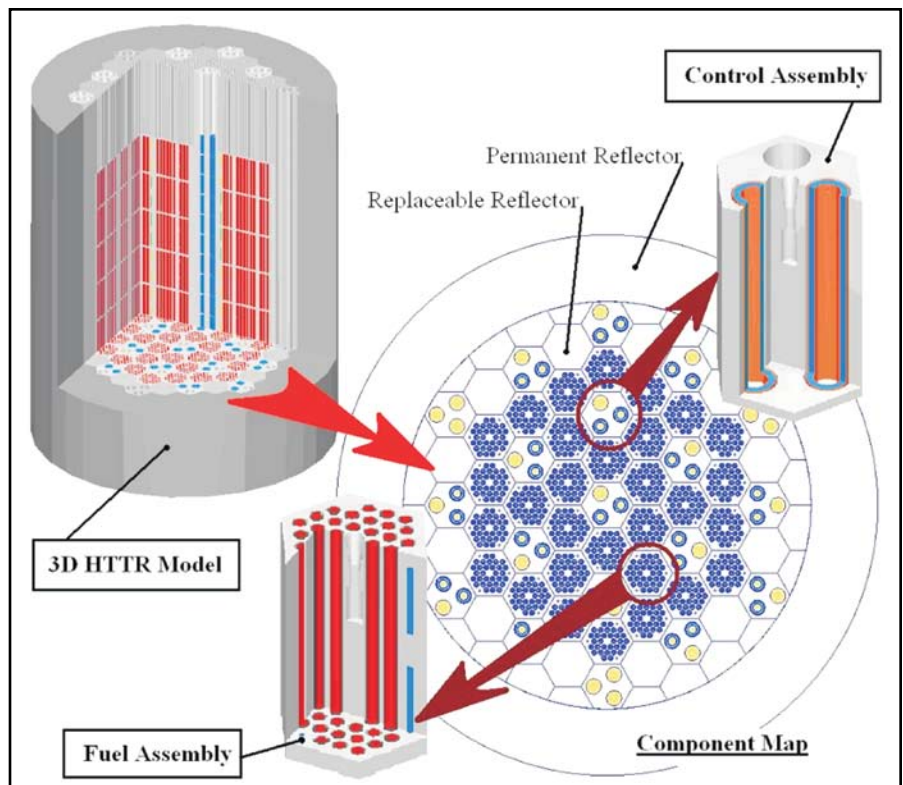 Control Assembly
Permanent Reflector
Replaceable Reflector
3D HTTR Model
Fuel Assembly
Component Map